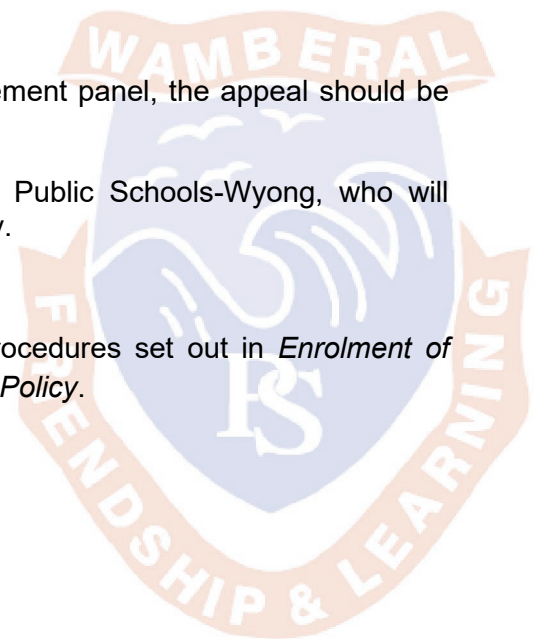 WAMBERAL
ement panel, the appeal should be
Public Schools-Wyong, who will
y.
rocedures set out in Enrolment of
Policy.
PS
FRIENDSHIP & LEARNING